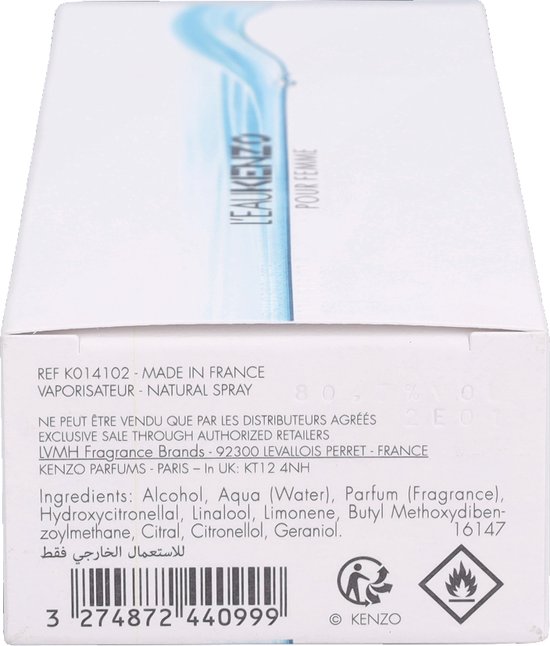 L'EAUKENZO
POUR FEMME
REF K014102 - MADE IN FRANCE
VAPORISATEUR - NATURAL SPRAY
NE PEUT ÊTRE VENDU QUE PAR LES DISTRIBUTEURS AGRÉÉS
EXCLUSIVE SALE THROUGH AUTHORIZED RETAILERS
LVMH Fragrance Brands - 92300 LEVALLOIS PERRET - FRANCE
KENZO PARFUMS - PARIS – In UK: KT12 4NH
Ingredients: Alcohol, Aqua (Water), Parfum (Fragrance),
Hydroxycitronellal, Linalool, Limonene, Butyl Methoxydiben-
zoylmethane, Citral, Citronellol, Geraniol. 16147
للاستعمال الخارجي فقط
3 274872 440999
© KENZO